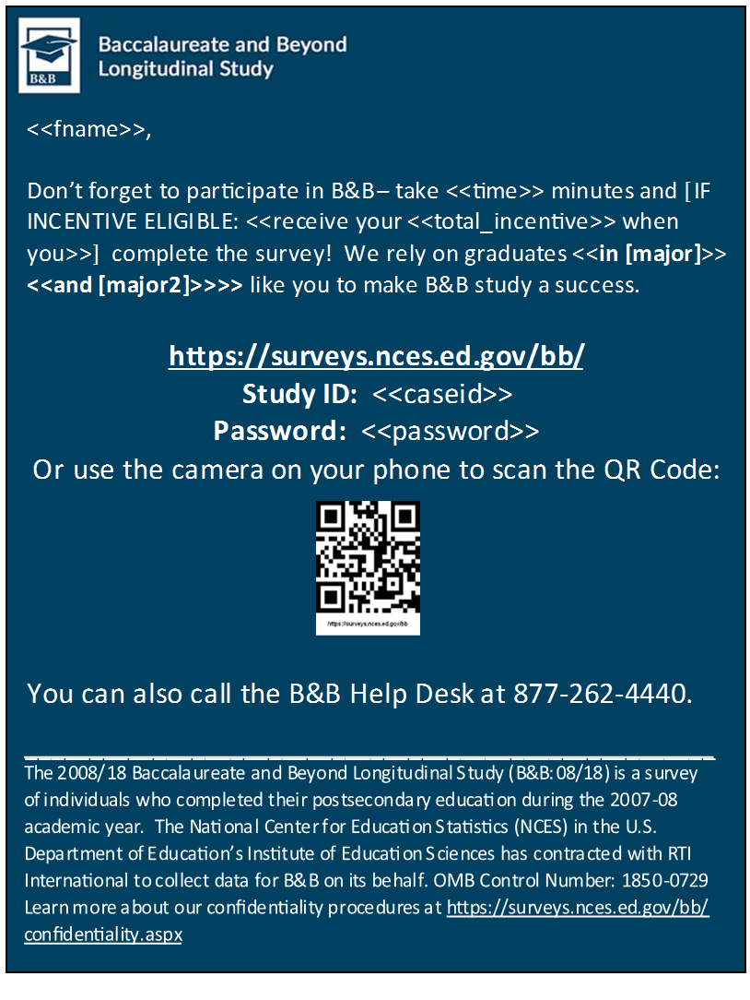 B&B
Baccalaureate and Beyond
Longitudinal Study
<<fname>>,
Don’t forget to participate in B&B – take <<time>> minutes and [IF
INCENTIVE ELIGIBLE: <<receive your <<total_incentive>> when
you>>] complete the survey! We rely on graduates <<in [major]>>
<<and [major2]>>>> like you to make B&B study a success.
https://surveys.nces.ed.gov/bb/
Study ID: <<caseid>>
Password: <<password>>
Or use the camera on your phone to scan the QR Code:
https://surveys.nces.ed.gov/bb
You can also call the B&B Help Desk at 877-262-4440.
The 2008/18 Baccalaureate and Beyond Longitudinal Study (B&B:08/18) is a survey
of individuals who completed their postsecondary education during the 2007-08
academic year. The National Center for Education Statistics (NCES) in the U.S.
Department of Education’s Institute of Education Sciences has contracted with RTI
International to collect data for B&B on its behalf. OMB Control Number: 1850-0729
Learn more about our confidentiality procedures at https://surveys.nces.ed.gov/bb/
confidentiality.aspx